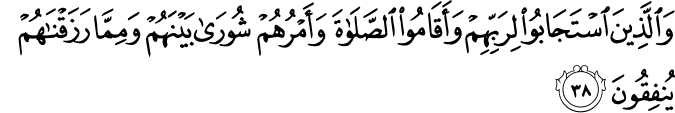 وَٱلَّذِينَ ٱسْتَجَابُوا۟ لِرَبِّهِمْ وَأَقَامُوا۟ ٱلصَّلَوٰةَ وَأَمْرُهُمْ شُورَىٰ بَيْنَهُمْ وَمِمَّا رَزَقْنَٰهُمْ
يُنفِقُونَ ٣٨